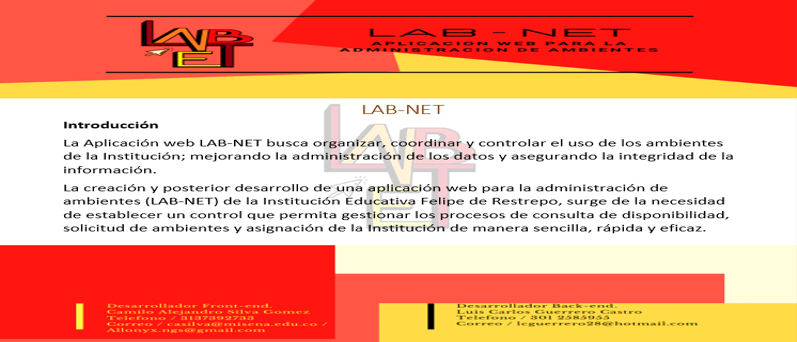 LAB
NET
LAB - NET
APLICACION WEB PARA LA
ADMINISTRACION DE AMBIENTES
LAB-NET
Introducción
La Aplicación web LAB-NET busca organizar, coordinar y controlar el uso de los ambientes
de la Institución; mejorando la administración de los datos y asegurando la integridad de la
información.
La creación y posterior desarrollo de una aplicación web para la administración de
ambientes (LAB-NET) de la Institución Educativa Felipe de Restrepo, surge de la necesidad
de establecer un control que permita gestionar los procesos de consulta de disponibilidad,
solicitud de ambientes y asignación de la Institución de manera sencilla, rápida y eficaz.
Desarrollador Front-end.
Camilo Alejandro Silva Gomez
Telefono / 3137392733
Correo / casilva@misena.edu.co /
Allonyx.ngs@gmail.com
Desarrollador Back-end.
Luis Carlos Guerrero Castro
Telefono / 301 2585955
Correo / lcguerrero28@hotmail.com